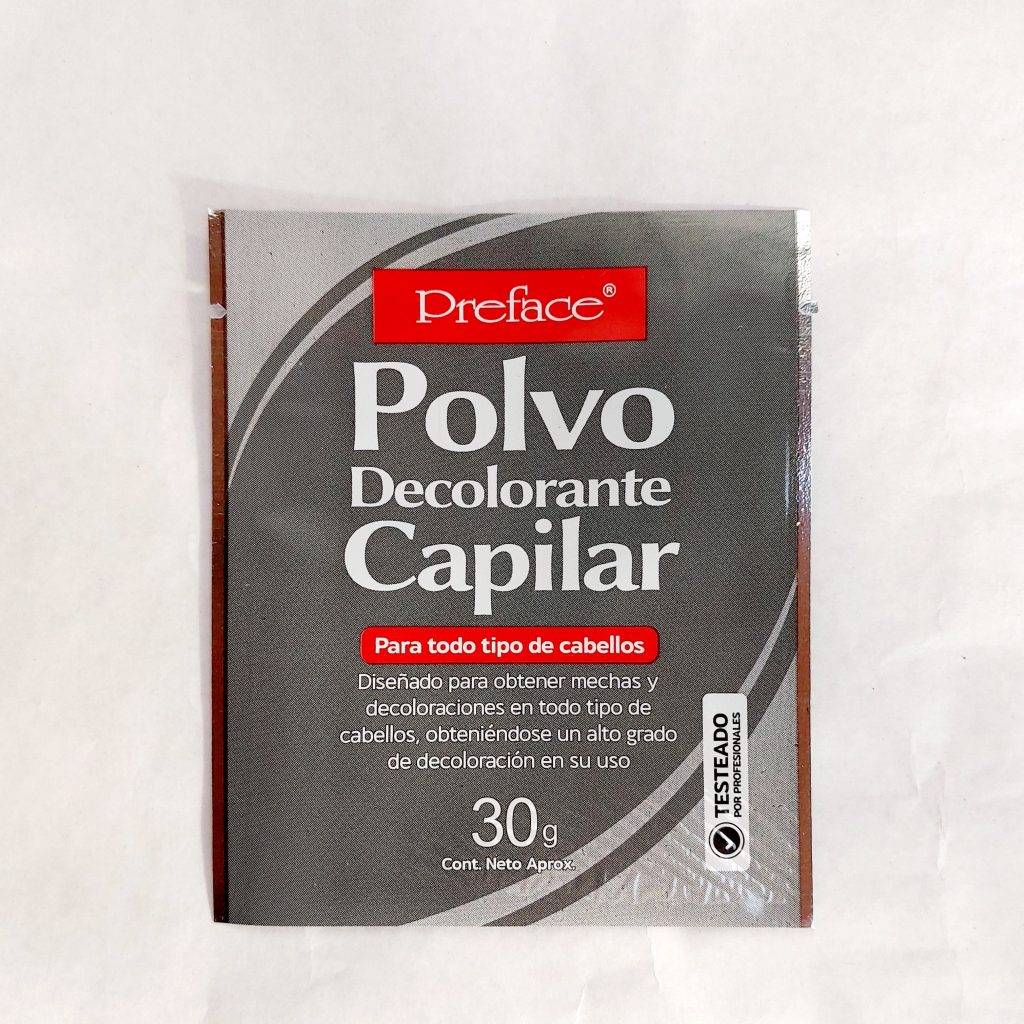 Preface®
Polvo
Decolorante
Capilar
Para todo tipo de cabellos
Diseñado para obtener mechas y
decoloraciones en todo tipo de
cabellos, obteniéndose un alto grado
de decoloración en su uso
30g
Cont. Neto Aprox.
TESTEADO
POR PROFESIONALES